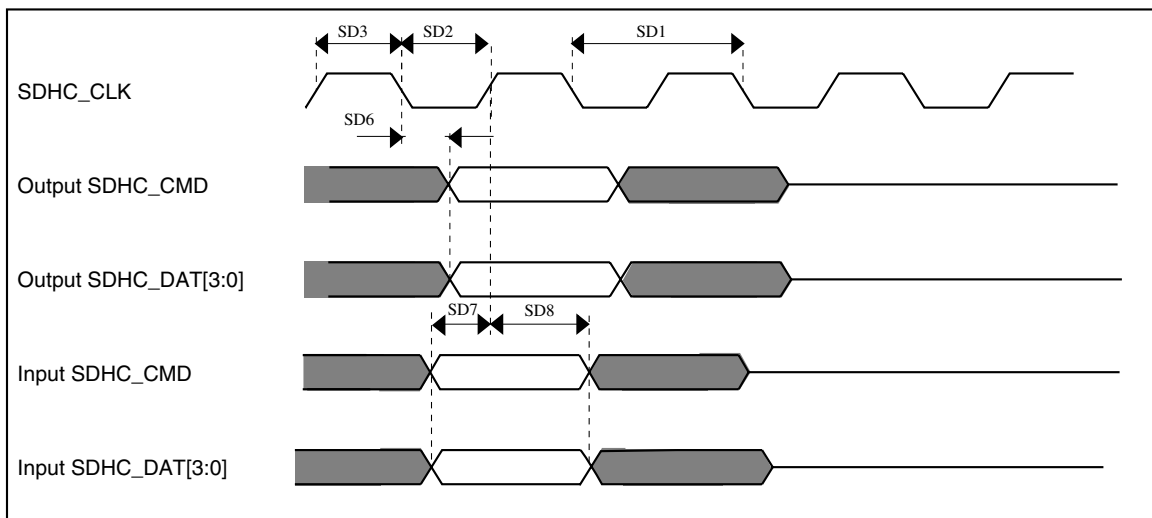 SD3 SD2 SD1
SDHC_CLK
SD6
Output SDHC_CMD
Output SDHC_DAT[3:0]
SD7 SD8
Input SDHC_CMD
Input SDHC_DAT[3:0]